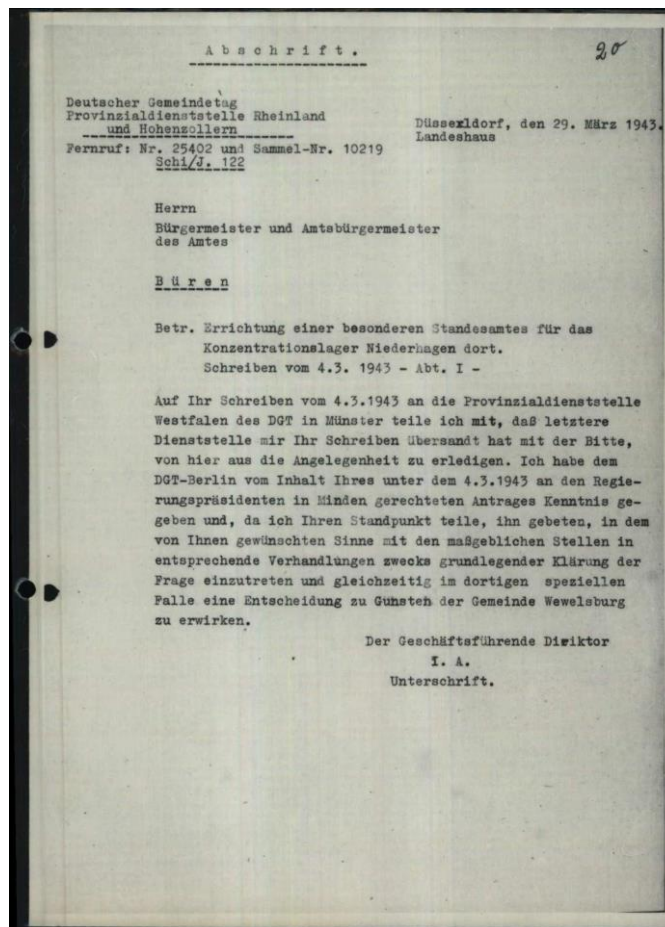 Abschrift.
20
Deutscher Gemeindetag
Provinzialdienststelle Rheinland
und Hohenzollern
Fernruf: Nr. 25402 und Sammel-Nr. 10219
Schi/J. 122
Düsserldorf, den 29. März 1943.
Landeshaus
Herrn
Bürgermeister und Amtsbürgermeister
des Amtes
Büren
Betr. Errichtung einer besonderen Standesamtes für das
Konzentrationslager Niederhagen dort.
Schreiben vom 4.3. 1943 - Abt. I -
Auf Ihr Schreiben vom 4.3.1943 an die Provinzialdienststelle
Westfalen des DGT in Münster teile ich mit, daß letztere
Dienststelle mir Ihr Schreiben übersandt hat mit der Bitte,
von hier aus die Angelegenheit zu erledigen. Ich habe dem
DGT-Berlin vom Inhalt Ihres unter dem 4.3.1943 an den Regie-
rungspräsidenten in Minden gerechteten Antrages Kenntnis ge-
geben und, da ich Ihren Standpunkt teile, ihn gebeten, in dem
von Ihnen gewünschten Sinne mit den maßgeblichen Stellen in
entsprechende Verhandlungen zwecks grundlegender Klärung der
Frage einzutreten und gleichzeitig im dortigen speziellen
Falle eine Entscheidung zu Gunsten der Gemeinde Wewelsburg
zu erwirken.
Der Geschäftsführende Diriktor
I. A.
Unterschrift.